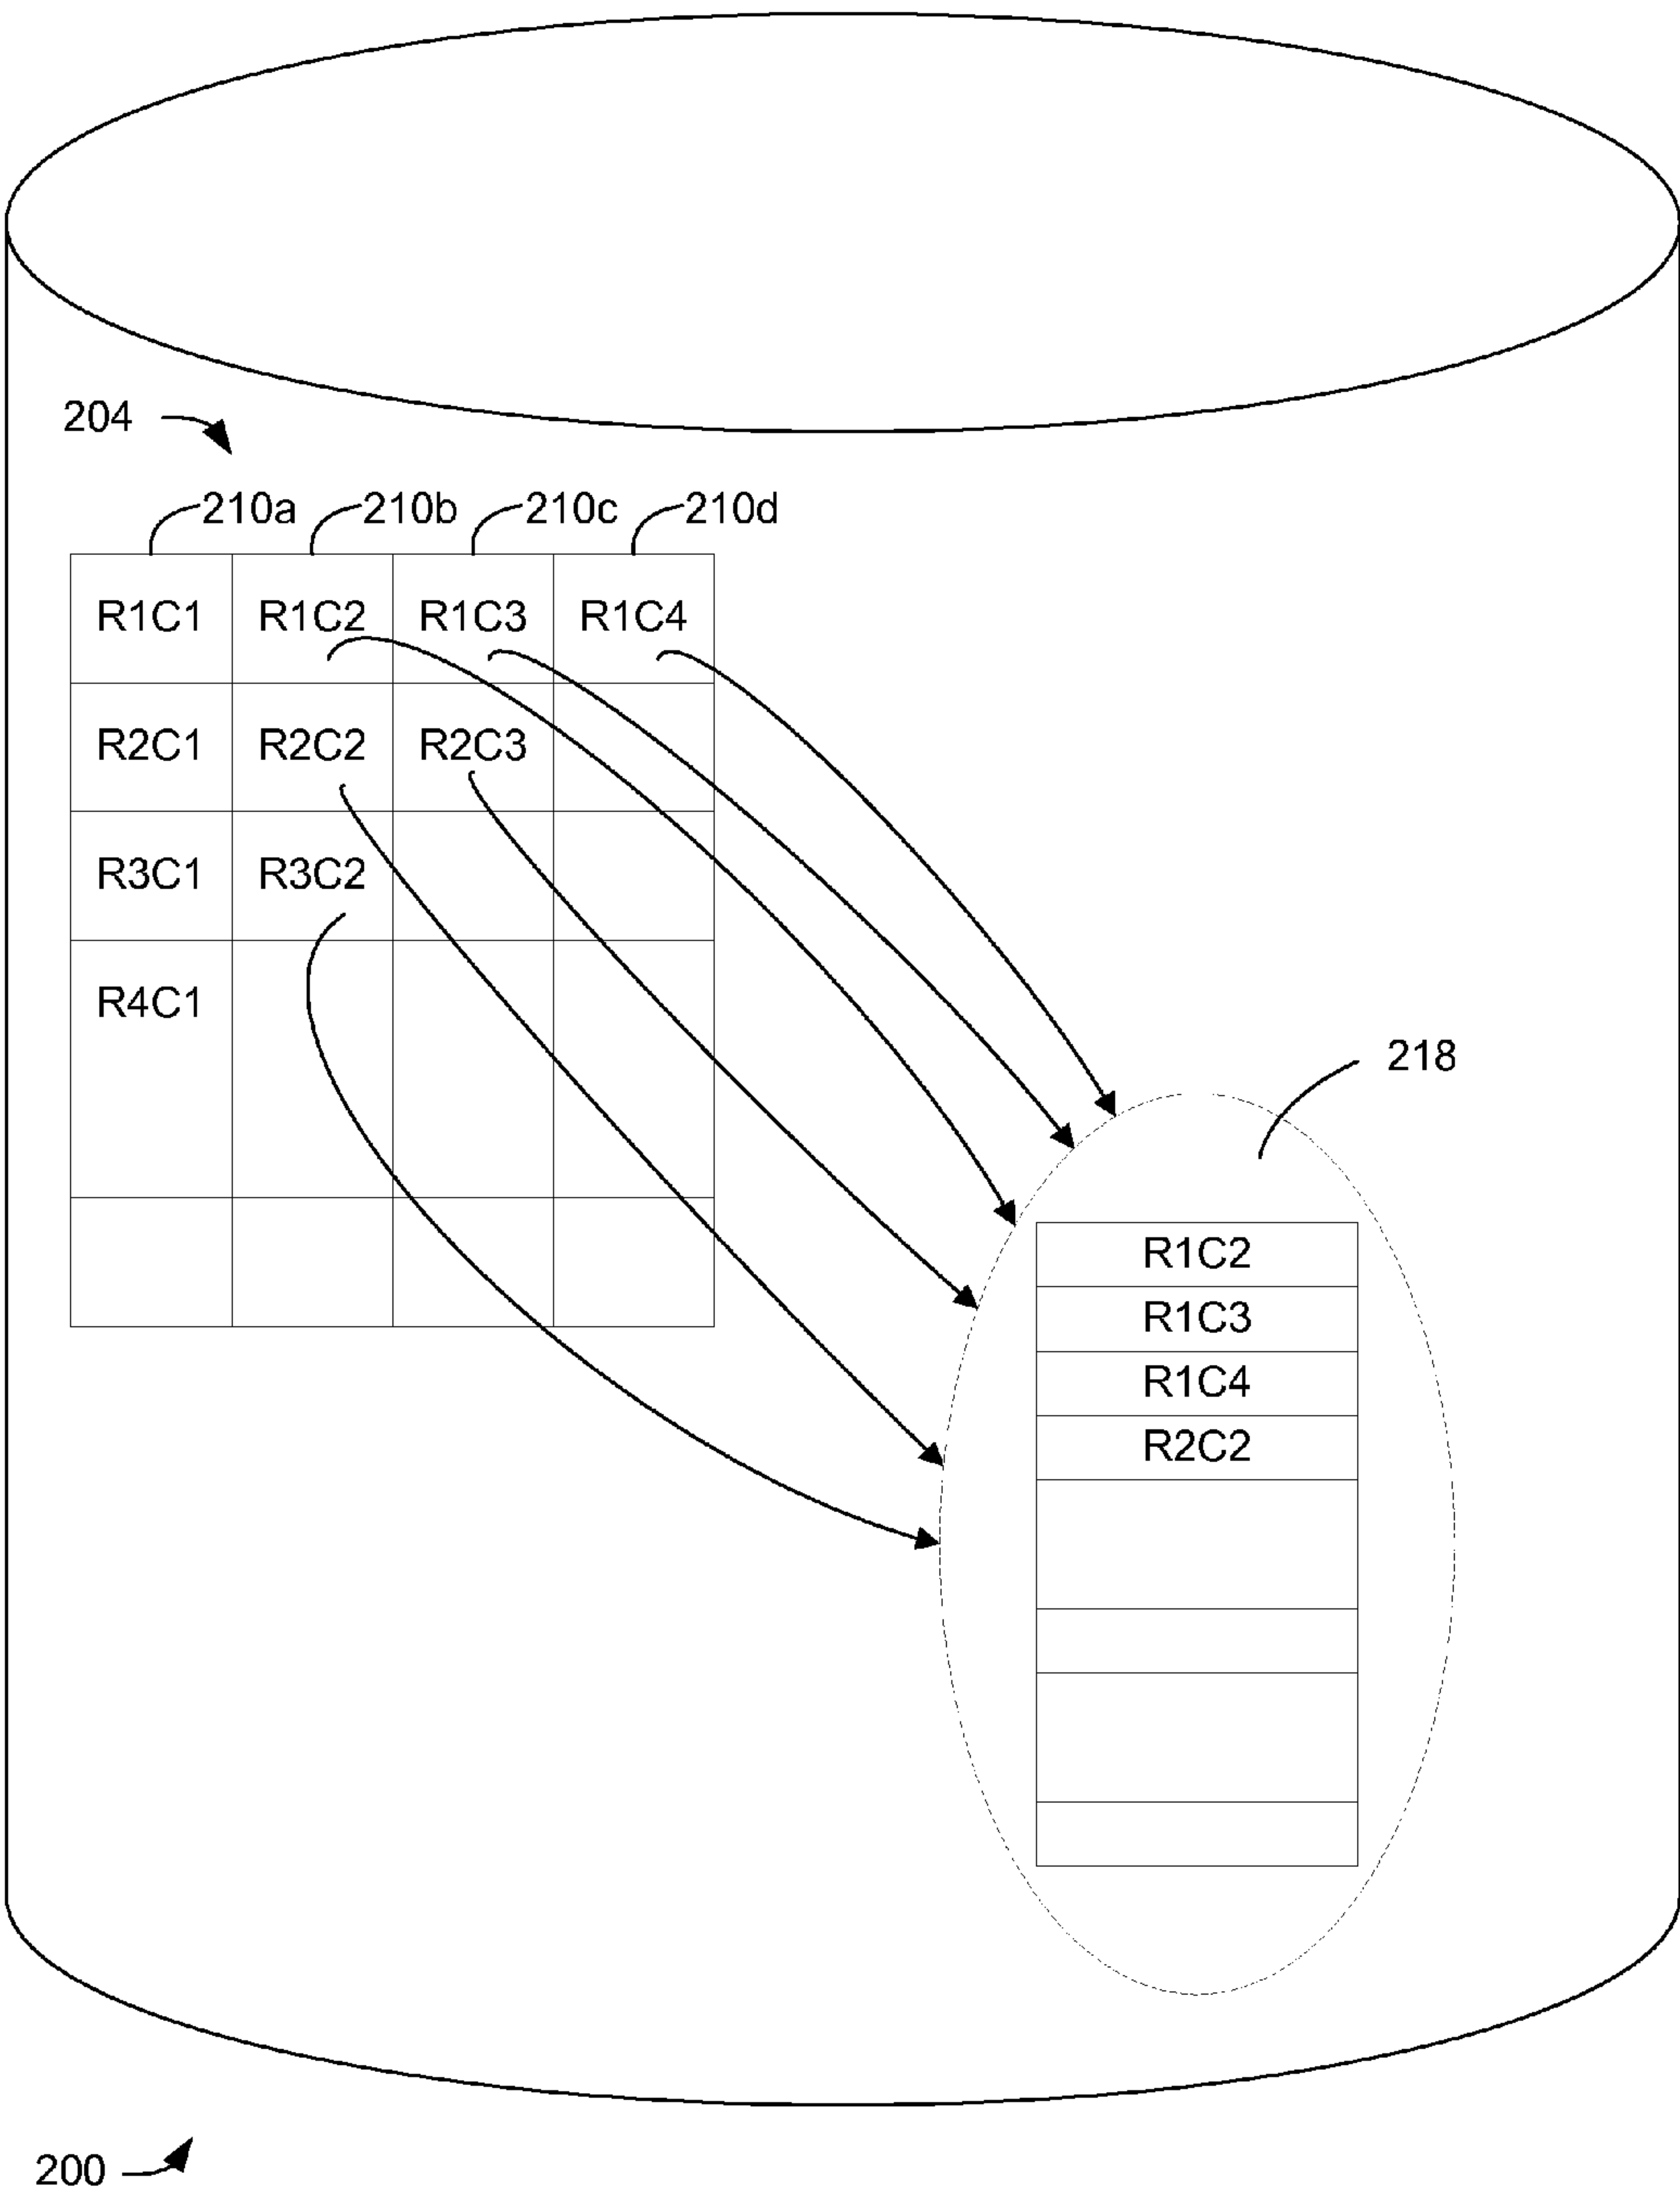 204
210a 210b 210c 210d
R1C1 R1C2 R1C3 R1C4
R2C1 R2C2 R2C3
R3C1 R3C2
R4C1
218
R1C2
R1C3
R1C4
R2C2
200